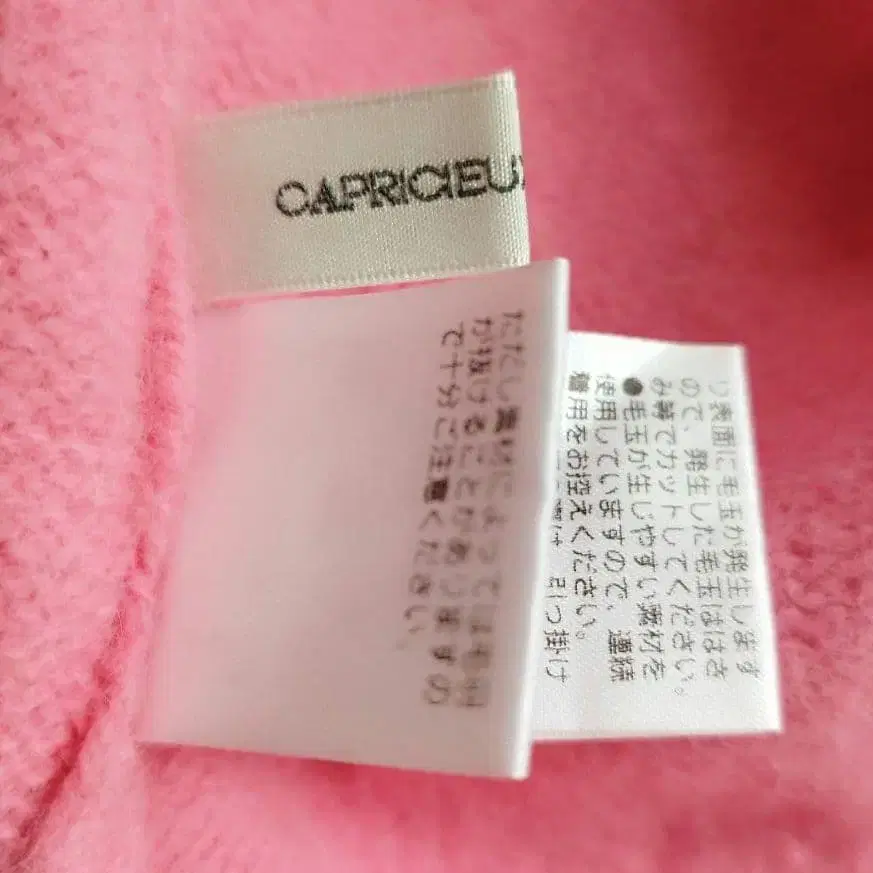 CAPRICIEU
ただし素材によっては
が抜けることがありますの
で十分ご注意ください。
り表面に毛玉が発生します
ので、発生した毛玉ははさ
み等でカットしてください。
●毛玉が生じやすい素材を
使用していますので、連続
着用をお控えください。
引っ掛け